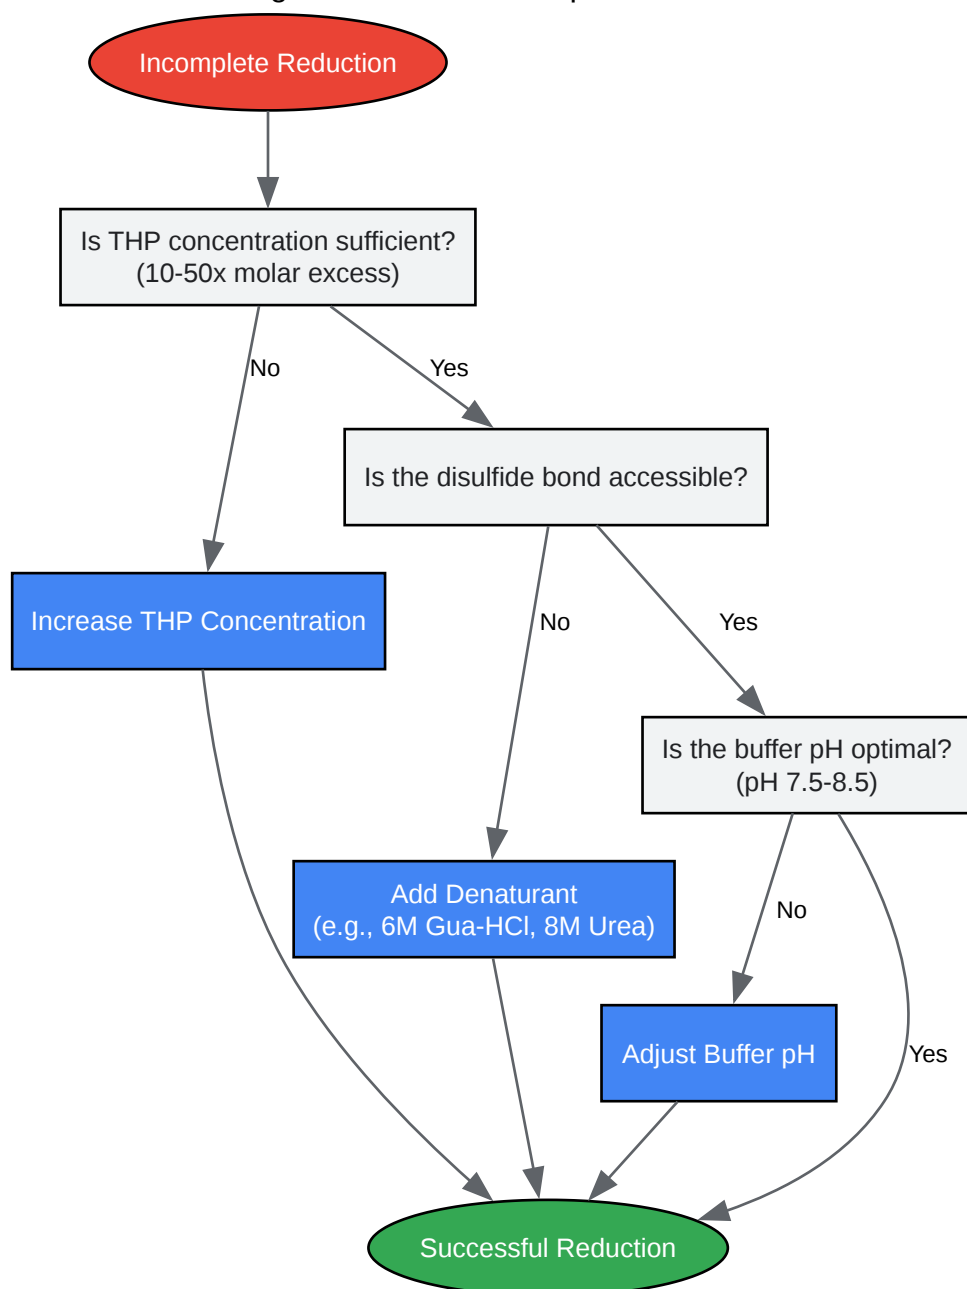 Incomplete Reduction
Is THP concentration sufficient?
(10-50x molar excess)
No
Yes
Is the disulfide bond accessible?
Increase THP Concentration
No
Yes
Is the buffer pH optimal?
(pH 7.5-8.5)
Add Denaturant
(e.g., 6M Gua-HCl, 8M Urea)
No
Adjust Buffer pH
Yes
Successful Reduction